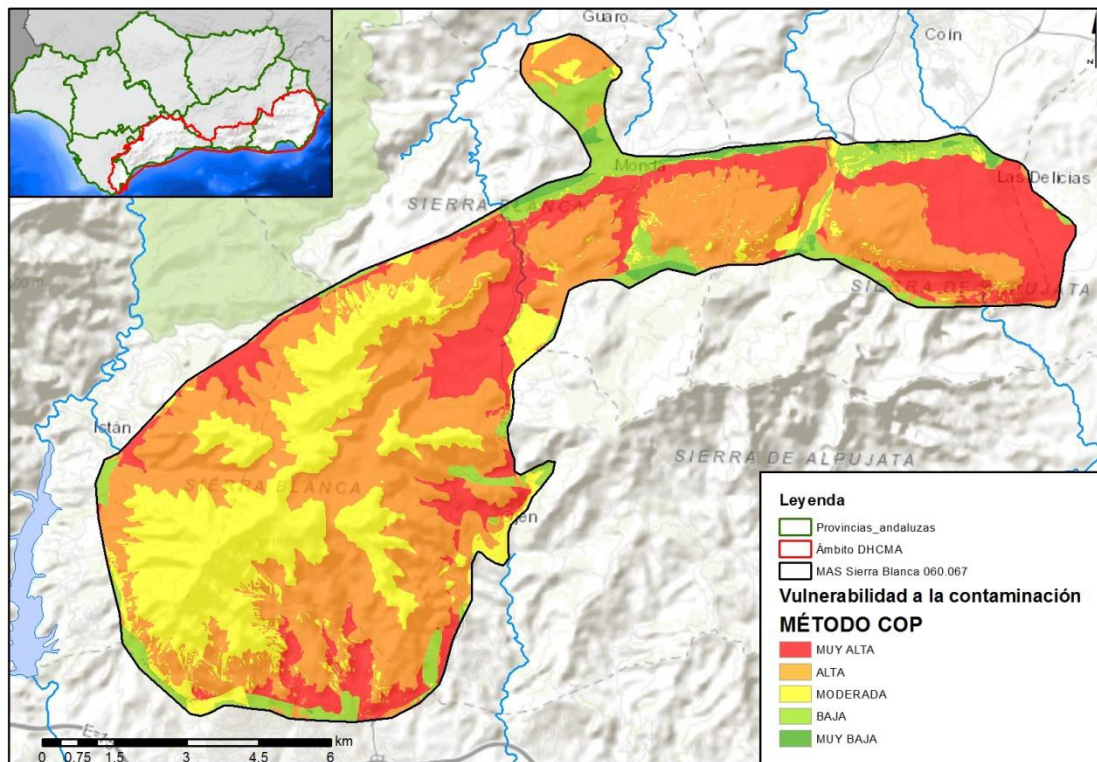 Guaro
Coín
N
Monda
Las Delicias
SIERRA BLANCA
SIERRA DE ALPUJATA
Istán
SIERRA DE ALPUJATA
SIERRA BLANCA
km
0 0.75 1.5 3 4.5 6
Leyenda
Provincias_andaluzas
Ámbito DHCMA
MAS Sierra Blanca 060.067
Vulnerabilidad a la contaminación
MÉTODO COP
MUY ALTA
ALTA
MODERADA
BAJA
MUY BAJA